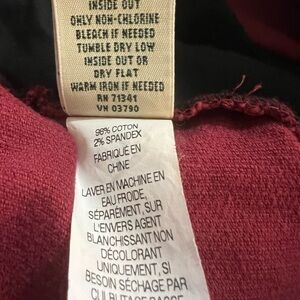 INSIDE OUT
ONLY NON-CHLORINE
BLEACH IF NEEDED
TUMBLE DRY LOW
INSIDE OUT OR
DRY FLAT
WARM IRON IF NEEDED
RN 71341
VN 03790
98% COTON
2% SPANDEX
FABRIQUÉ EN
CHINE
LAVER EN MACHINE EN
EAU FROIDE,
SÉPARÉMENT, SUR
L'ENVERS AGENT
BLANCHISSANT NON
DÉCOLORANT
UNIQUEMENT, SI
BESOIN SÉCHAGE PAR
CULBUTAGE BASSE